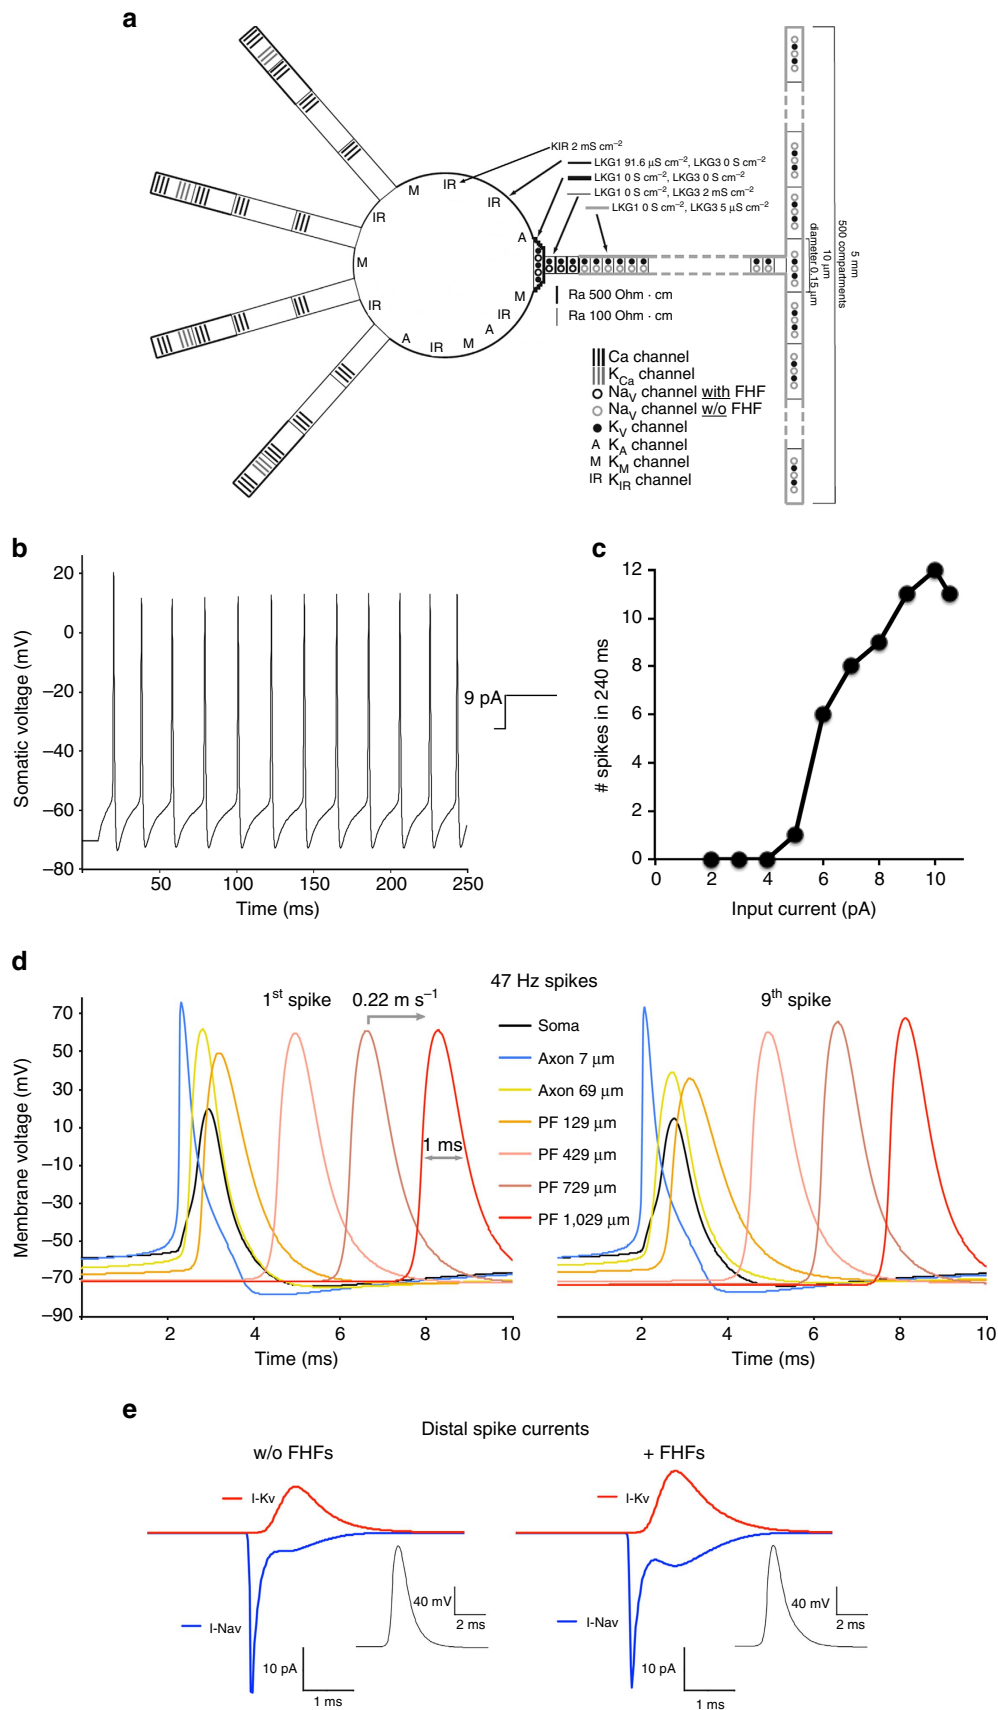 a
KIR 2 mS cm−2
LKG1 91.6 μS cm−2, LKG3 0 S cm−2
LKG1 0 S cm−2, LKG3 0 S cm−2
LKG1 0 S cm−2, LKG3 2 mS cm−2
LKG1 0 S cm−2, LKG3 5 μS cm−2
M
IR
IR
IR
A
M
M
IR
IR
A
A
IR
M
Ra 500 Ohm · cm
Ra 100 Ohm · cm
diameter 0.15 μm
10 μm
500 compartments
5 mm
Ca channel
KCa channel
NaV channel with FHF
NaV channel w/o FHF
KV channel
A KA channel
M KM channel
IR KIR channel
b
Somatic voltage (mV)
20
0
−20
−40
−60
−80
50 100 150 200 250
Time (ms)
9 pA
c
# spikes in 240 ms
12
10
8
6
4
2
0
0 2 4 6 8 10
Input current (pA)
d
47 Hz spikes
1st spike
0.22 m s−1
9th spike
Membrane voltage (mV)
70
50
30
10
−10
−30
−50
−70
−90
1 ms
Soma
Axon 7 μm
Axon 69 μm
PF 129 μm
PF 429 μm
PF 729 μm
PF 1,029 μm
2 4 6 8 10
Time (ms)
2 4 6 8 10
Time (ms)
e
Distal spike currents
w/o FHFs
+ FHFs
I-Kv
I-Kv
I-Nav
I-Nav
40 mV
2 ms
40 mV
2 ms
10 pA
1 ms
10 pA
1 ms